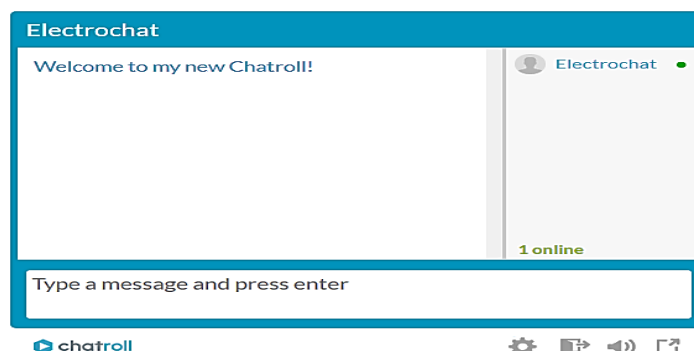 Electrochat
Welcome to my new Chatroll!
Electrochat
1 online
Type a message and press enter
chatroll